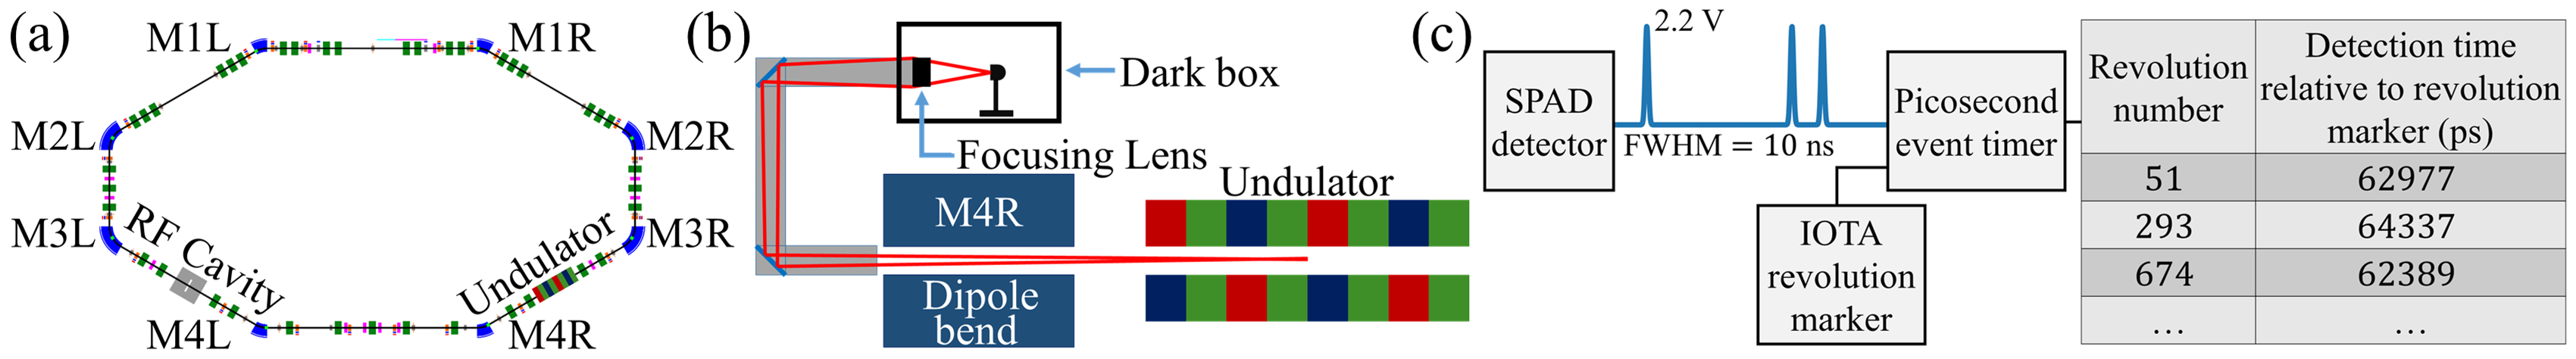 (a)
M1L
M1R
M2L
M2R
M3L
M3R
RF Cavity
Undulator
M4L
M4R
(b)
Dark box
Focusing Lens
M4R
Undulator
Dipole
bend
(c)
2.2 V
SPAD
detector
FWHM = 10 ns
Picosecond
event timer
IOTA
revolution
marker
Revolution
number
Detection time
relative to revolution
marker (ps)
51
62977
293
64337
674
62389
...
...